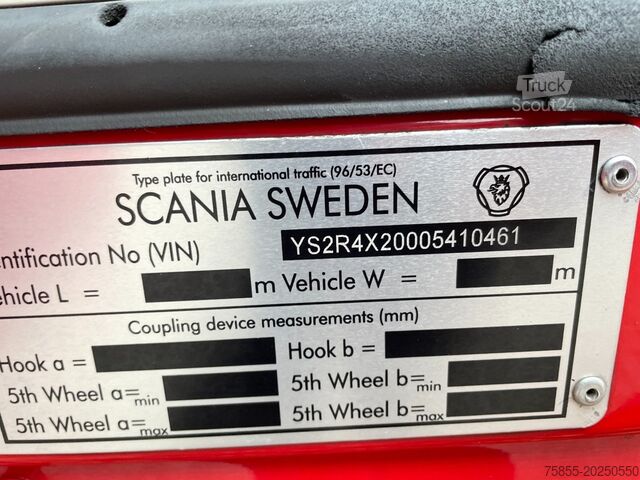 Truck
Scout24
Type plate for international traffic (96/53/EC)
SCANIA SWEDEN
entification No (VIN) YS2R4X20005410461
ehicle L = m Vehicle W = m
Coupling device measurements (mm)
Hook a = Hook b =
5th Wheel a=min 5th Wheel b=min
5th Wheel a=max 5th Wheel b=max
75855-20250550